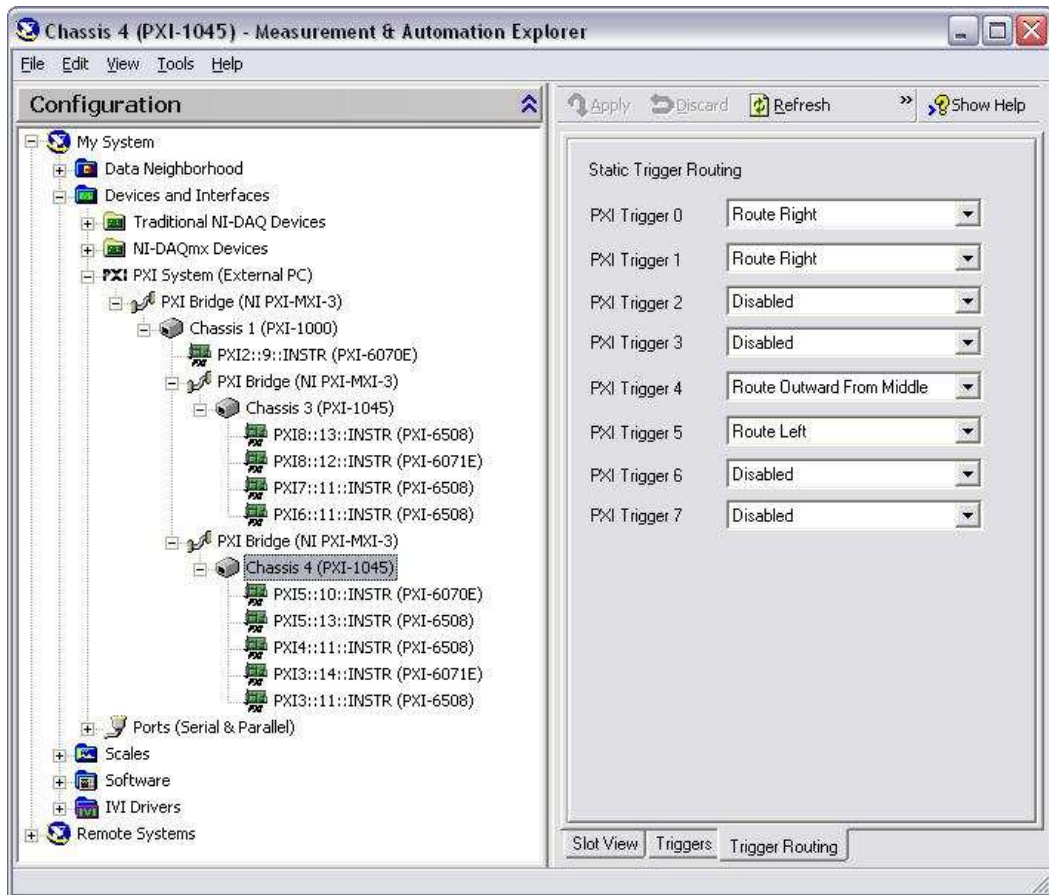 Chassis 4 (PXI-1045) - Measurement & Automation Explorer
File Edit View Tools Help
Configuration
My System
Data Neighborhood
Devices and Interfaces
Traditional NI-DAQ Devices
NI-DAQmx Devices
PXI PXI System (External PC)
PXI Bridge (NI PXI-MXI-3)
Chassis 1 (PXI-1000)
PXI2::9::INSTR (PXI-6070E)
PXI Bridge (NI PXI-MXI-3)
Chassis 3 (PXI-1045)
PXI8::13::INSTR (PXI-6508)
PXI8::12::INSTR (PXI-6071E)
PXI7::11::INSTR (PXI-6508)
PXI6::11::INSTR (PXI-6508)
PXI Bridge (NI PXI-MXI-3)
Chassis 4 (PXI-1045)
PXI5::10::INSTR (PXI-6070E)
PXI5::13::INSTR (PXI-6508)
PXI4::11::INSTR (PXI-6508)
PXI3::14::INSTR (PXI-6071E)
PXI3::11::INSTR (PXI-6508)
Ports (Serial & Parallel)
Scales
Software
IVI Drivers
Remote Systems
Apply Discard Refresh » Show Help
Static Trigger Routing
PXI Trigger 0 Route Right
PXI Trigger 1 Route Right
PXI Trigger 2 Disabled
PXI Trigger 3 Disabled
PXI Trigger 4 Route Outward From Middle
PXI Trigger 5 Route Left
PXI Trigger 6 Disabled
PXI Trigger 7 Disabled
Slot View Triggers Trigger Routing